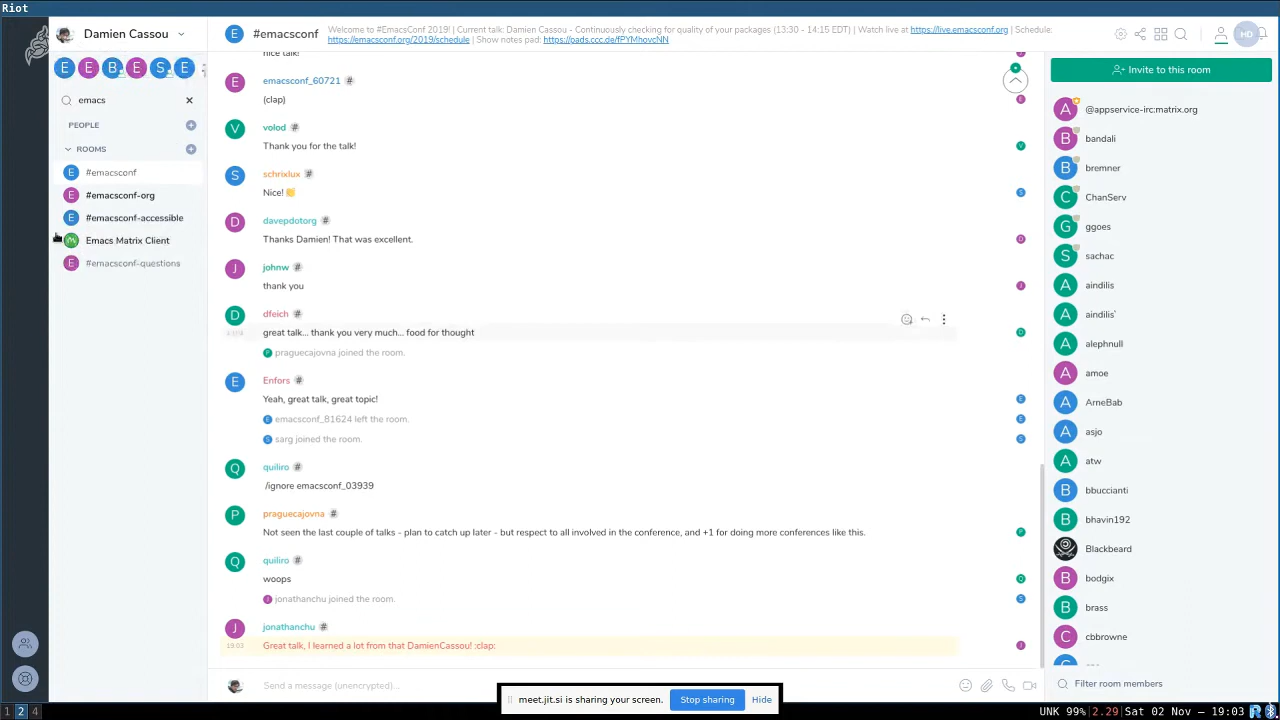 Riot
Damien Cassou
#emacsconf
Welcome to #EmacsConf 2019! | Current talk: Damien Cassou - Continuously checking for quality of your packages (13:30 - 14:15 EDT) | Watch live at https://live.emacsconf.org | Schedule:
https://emacsconf.org/2019/schedule | Show notes pad: https://pads.ccc.de/fPYMhovcNN
MD
E
E
B
E
S
E
emacs
PEOPLE
ROOMS
E #emacsconf
E #emacsconf-org
E #emacsconf-accessible
Emacs Matrix Client
E #emacsconf-questions
nice talk!
E emacsconf_60721 #
(clap)
V volod #
Thank you for the talk!
S schrixlux #
Nice! 👏
D davepdotorg #
Thanks Damien! That was excellent.
J johnw #
thank you
D dfeich #
great talk... thank you very much... food for thought
praguecajovna joined the room.
E Enfors #
Yeah, great talk, great topic!
emacsconf_81624 left the room.
sarg joined the room.
Q quiliro #
/ignore emacsconf_03939
P praguecajovna #
Not seen the last couple of talks - plan to catch up later - but respect to all involved in the conference, and +1 for doing more conferences like this.
Q quiliro #
woops
jonathanchu joined the room.
J jonathanchu #
19:03 Great talk, I learned a lot from that DamienCassou! :clap:
Send a message (unencrypted)...
Invite to this room
A @appservice-irc:matrix.org
B bandali
B bremner
C ChanServ
G ggoes
S sachac
A aindilis
A aindilis`
A alephnull
A amoe
A ArneBab
A asjo
A atw
B bbuccianti
B bhavin192
Blackbeard
B bodgix
B brass
C cbbrowne
Filter room members
meet.jit.si is sharing your screen.
Stop sharing
Hide
1 2 4
UNK 99%|2.29|Sat 02 Nov — 19:03